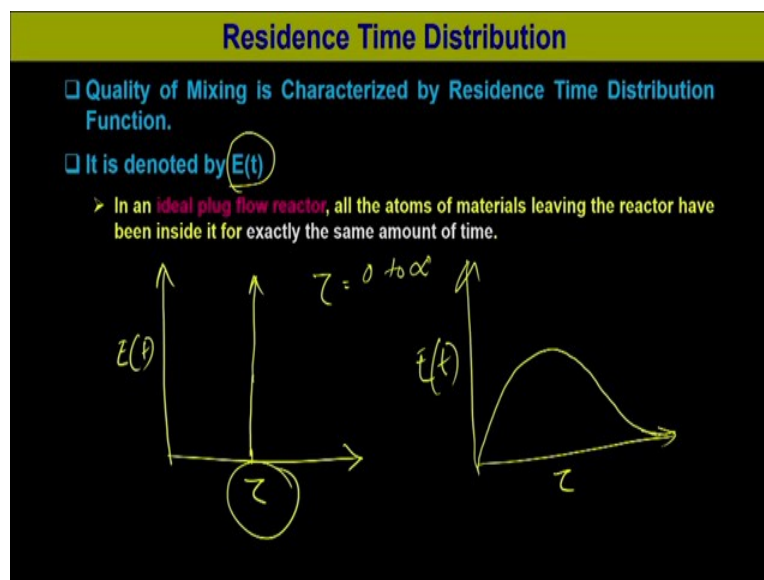 Residence Time Distribution
❑ Quality of Mixing is Characterized by Residence Time Distribution
Function.
❑ It is denoted by E(t)
➢ In an ideal plug flow reactor, all the atoms of materials leaving the reactor have
been inside it for exactly the same amount of time.
τ = 0 to ∞
E(t)
E(t)
τ
τ